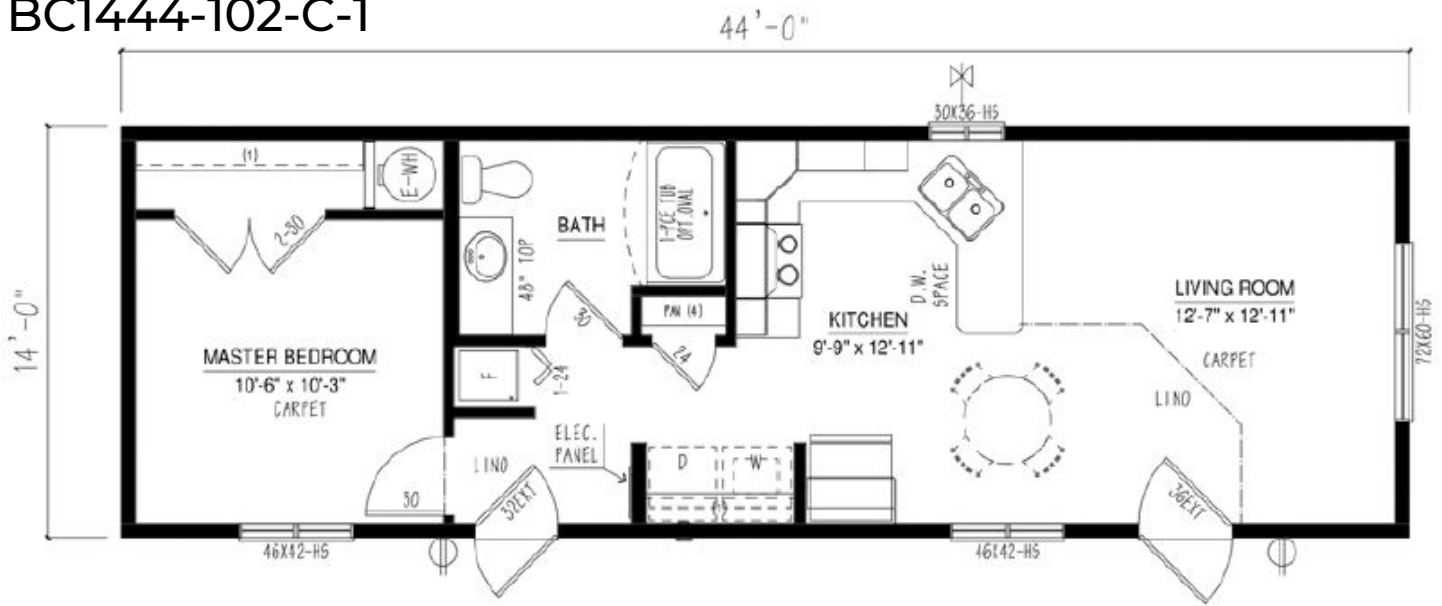 BC1444-102-C-1
44'-0"
30X36-HS
(1)
E-WH
2-30
1-PCE TUB
OPT.OVAL
BATH
48" TOP
30
PAN (4)
24
D.W.
SPACE
KITCHEN
9'-9" x 12'-11"
LIVING ROOM
12'-7" x 12'-11"
CARPET
LINO
72X60-HS
14'-0"
MASTER BEDROOM
10'-6" x 10'-3"
CARPET
F
1-24
ELEC.
PANEL
LINO
D
W
30
32EXT
36EXT
46X42-HS
46X42-HS